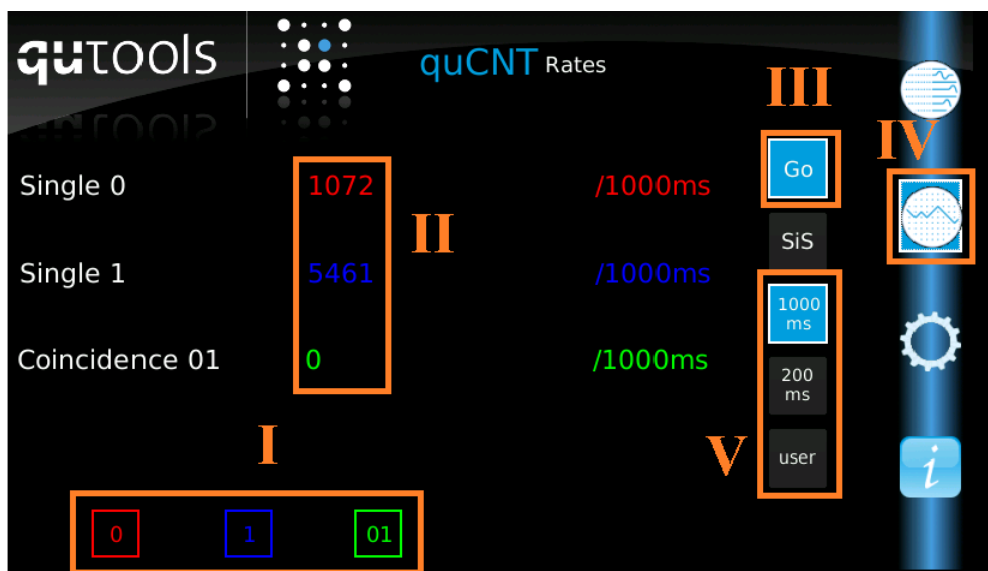 qutools
quCNT Rates
III
IV
Go
Single 0 1072 /1000ms
II
SiS
Single 1 5461 /1000ms
1000
ms
Coincidence 01 0 /1000ms
200
ms
I
V
user
i
0 1 01